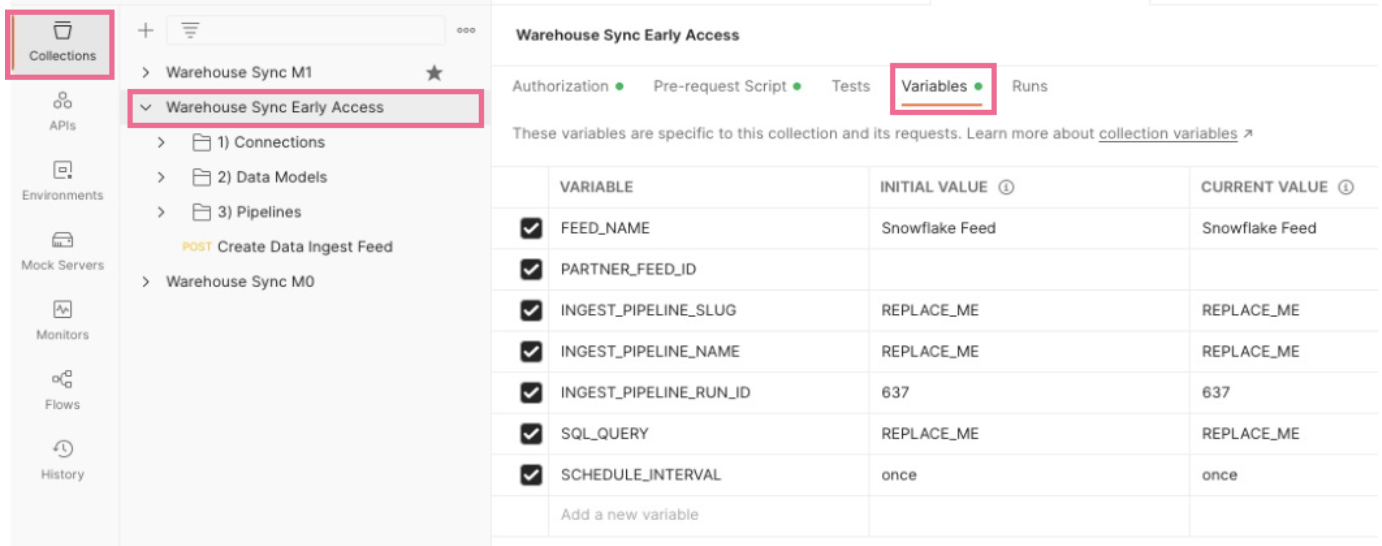 Collections
APIs
Environments
Mock Servers
Monitors
Flows
History
Warehouse Sync M1
Warehouse Sync Early Access
1) Connections
2) Data Models
3) Pipelines
POST Create Data Ingest Feed
Warehouse Sync M0
Warehouse Sync Early Access
Authorization Pre-request Script Tests Variables Runs
These variables are specific to this collection and its requests. Learn more about collection variables ↗
VARIABLE INITIAL VALUE CURRENT VALUE
FEED_NAME Snowflake Feed Snowflake Feed
PARTNER_FEED_ID
INGEST_PIPELINE_SLUG REPLACE_ME REPLACE_ME
INGEST_PIPELINE_NAME REPLACE_ME REPLACE_ME
INGEST_PIPELINE_RUN_ID 637 637
SQL_QUERY REPLACE_ME REPLACE_ME
SCHEDULE_INTERVAL once once
Add a new variable